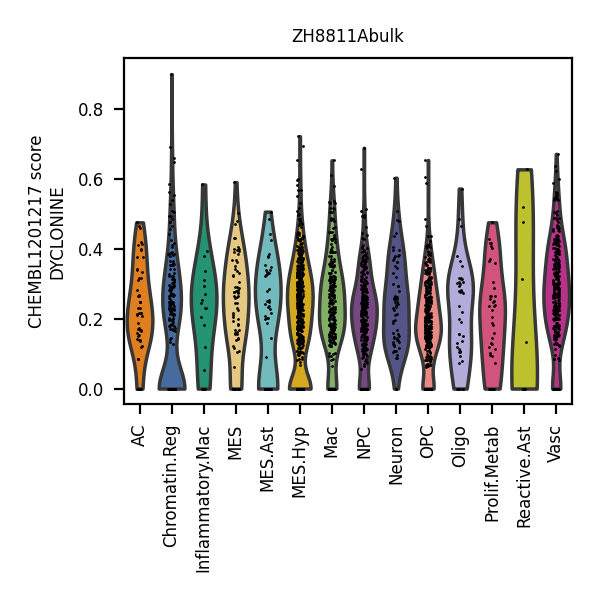 ZH8811Abulk
CHEMBL1201217 score
DYCLONINE
0.8
0.6
0.4
0.2
0.0
AC
Chromatin.Reg
Inflammatory.Mac
MES
MES.Ast
MES.Hyp
Mac
NPC
Neuron
OPC
Oligo
Prolif.Metab
Reactive.Ast
Vasc